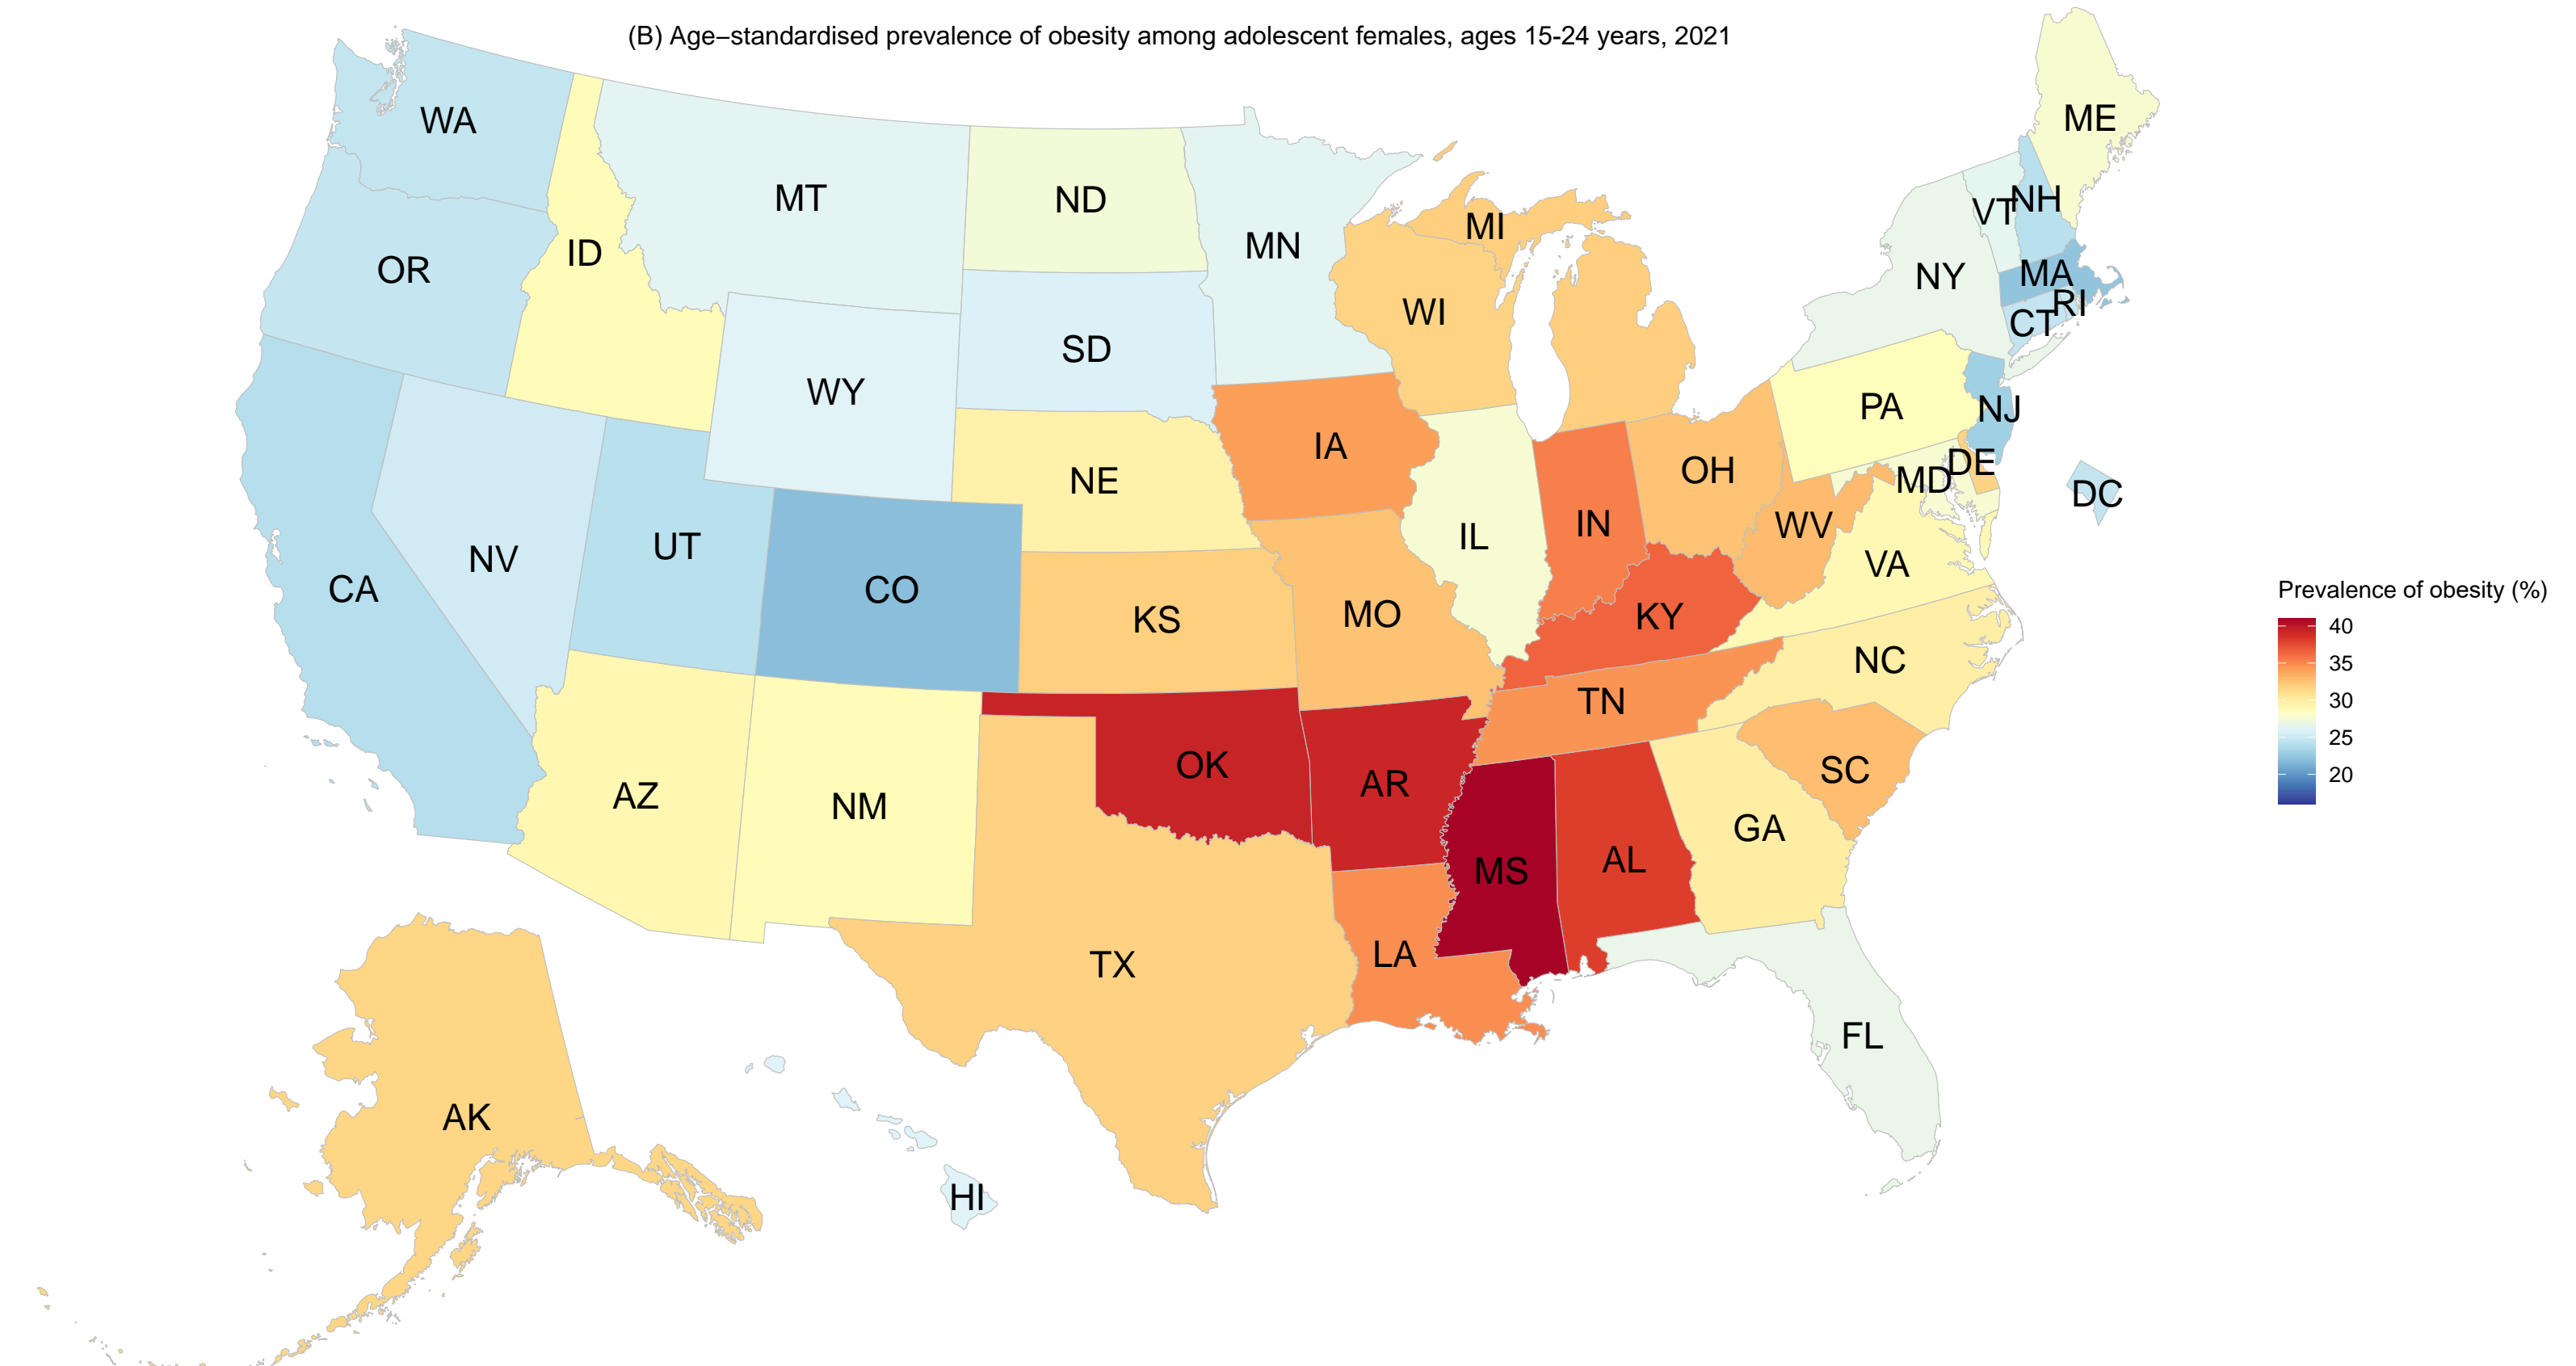 (B) Age−standardised prevalence of obesity among adolescent females, ages 15-24 years, 2021
WA
ME
MT
ND
NH
VT
MI
MN
ID
OR
NY
MA
RI
WI
CT
SD
WY
PA
NJ
IA
DE
OH
NE
MD
DC
IN
WV
IL
UT
NV
VA
CA
CO
Prevalence of obesity (%)
KS
MO
KY
40
35
30
25
20
NC
TN
OK
SC
AR
AZ
NM
GA
AL
MS
LA
TX
FL
AK
HI